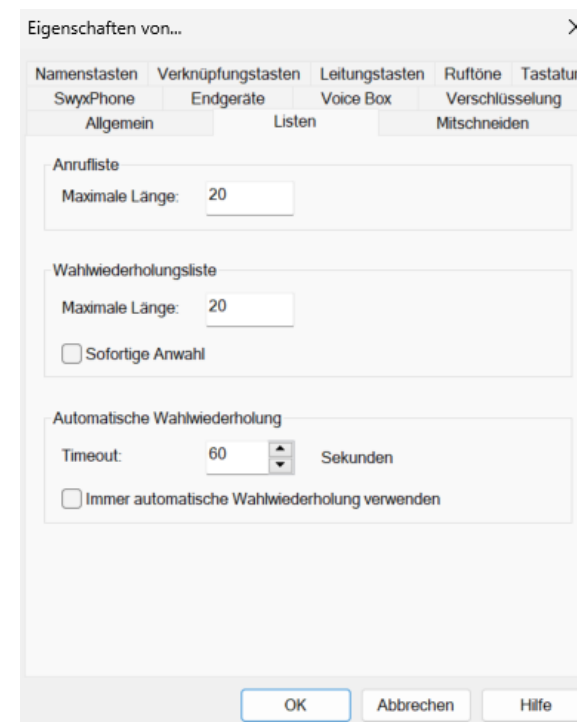 Eigenschaften von...
Namenstasten Verknüpfungstasten Leitungstasten Ruftöne Tastatur
SwyxPhone Endgeräte Voice Box Verschlüsselung
Allgemein Listen Mitschneiden
Anrufliste
Maximale Länge: 20
Wahlwiederholungsliste
Maximale Länge: 20
Sofortige Anwahl
Automatische Wahlwiederholung
Timeout: 60 Sekunden
Immer automatische Wahlwiederholung verwenden
OK Abbrechen Hilfe